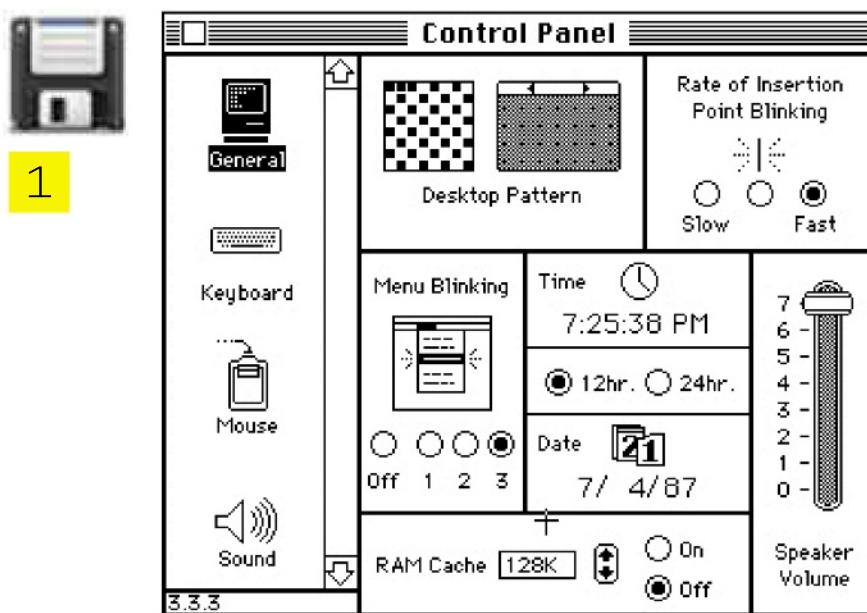 1
Control Panel
General
Keyboard
Mouse
Sound
3.3.3
Desktop Pattern
Rate of Insertion
Point Blinking
Slow Fast
Menu Blinking
Off 1 2 3
Time
7:25:38 PM
12hr. 24hr.
Date
21
7/ 4/87
RAM Cache 128K
On
Off
7
6
5
4
3
2
1
0
Speaker
Volume